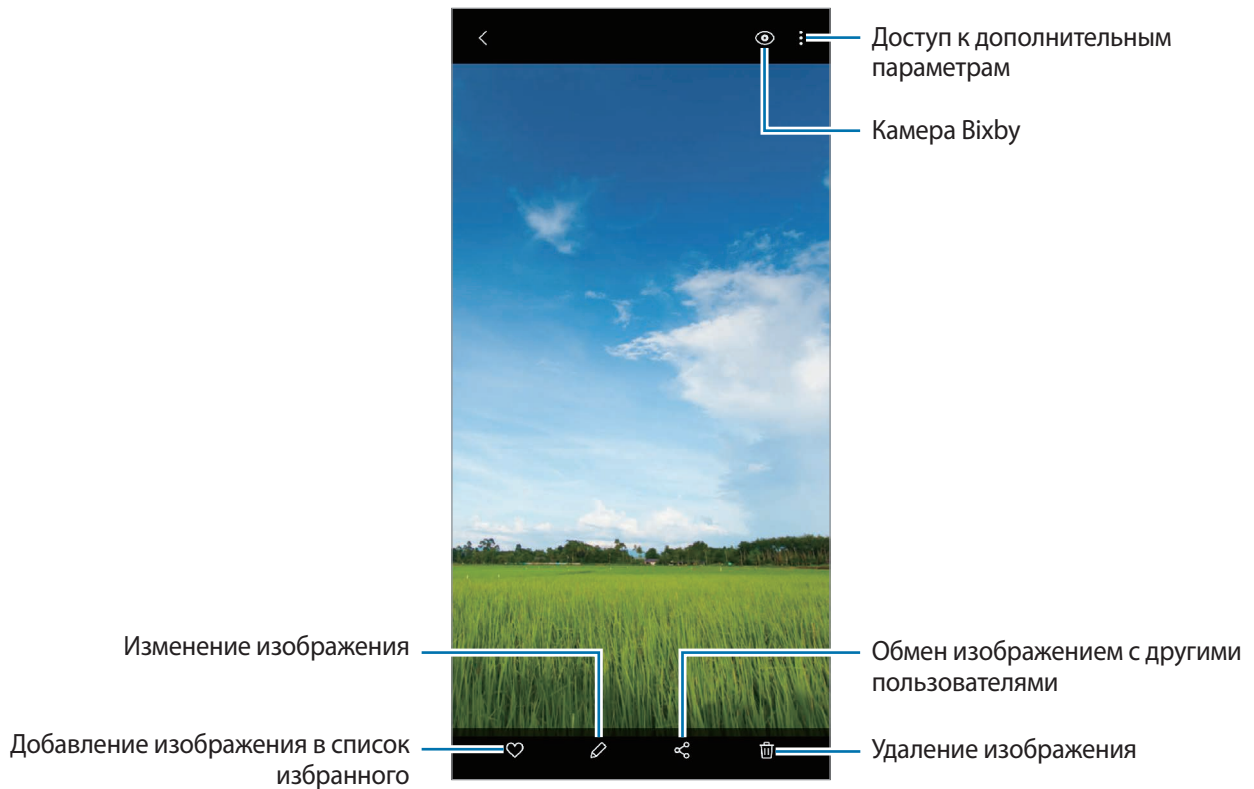 Доступ к дополнительным
параметрам
Камера Bixby
Изменение изображения
Обмен изображением с другими
пользователями
Добавление изображения в список
избранного
Удаление изображения